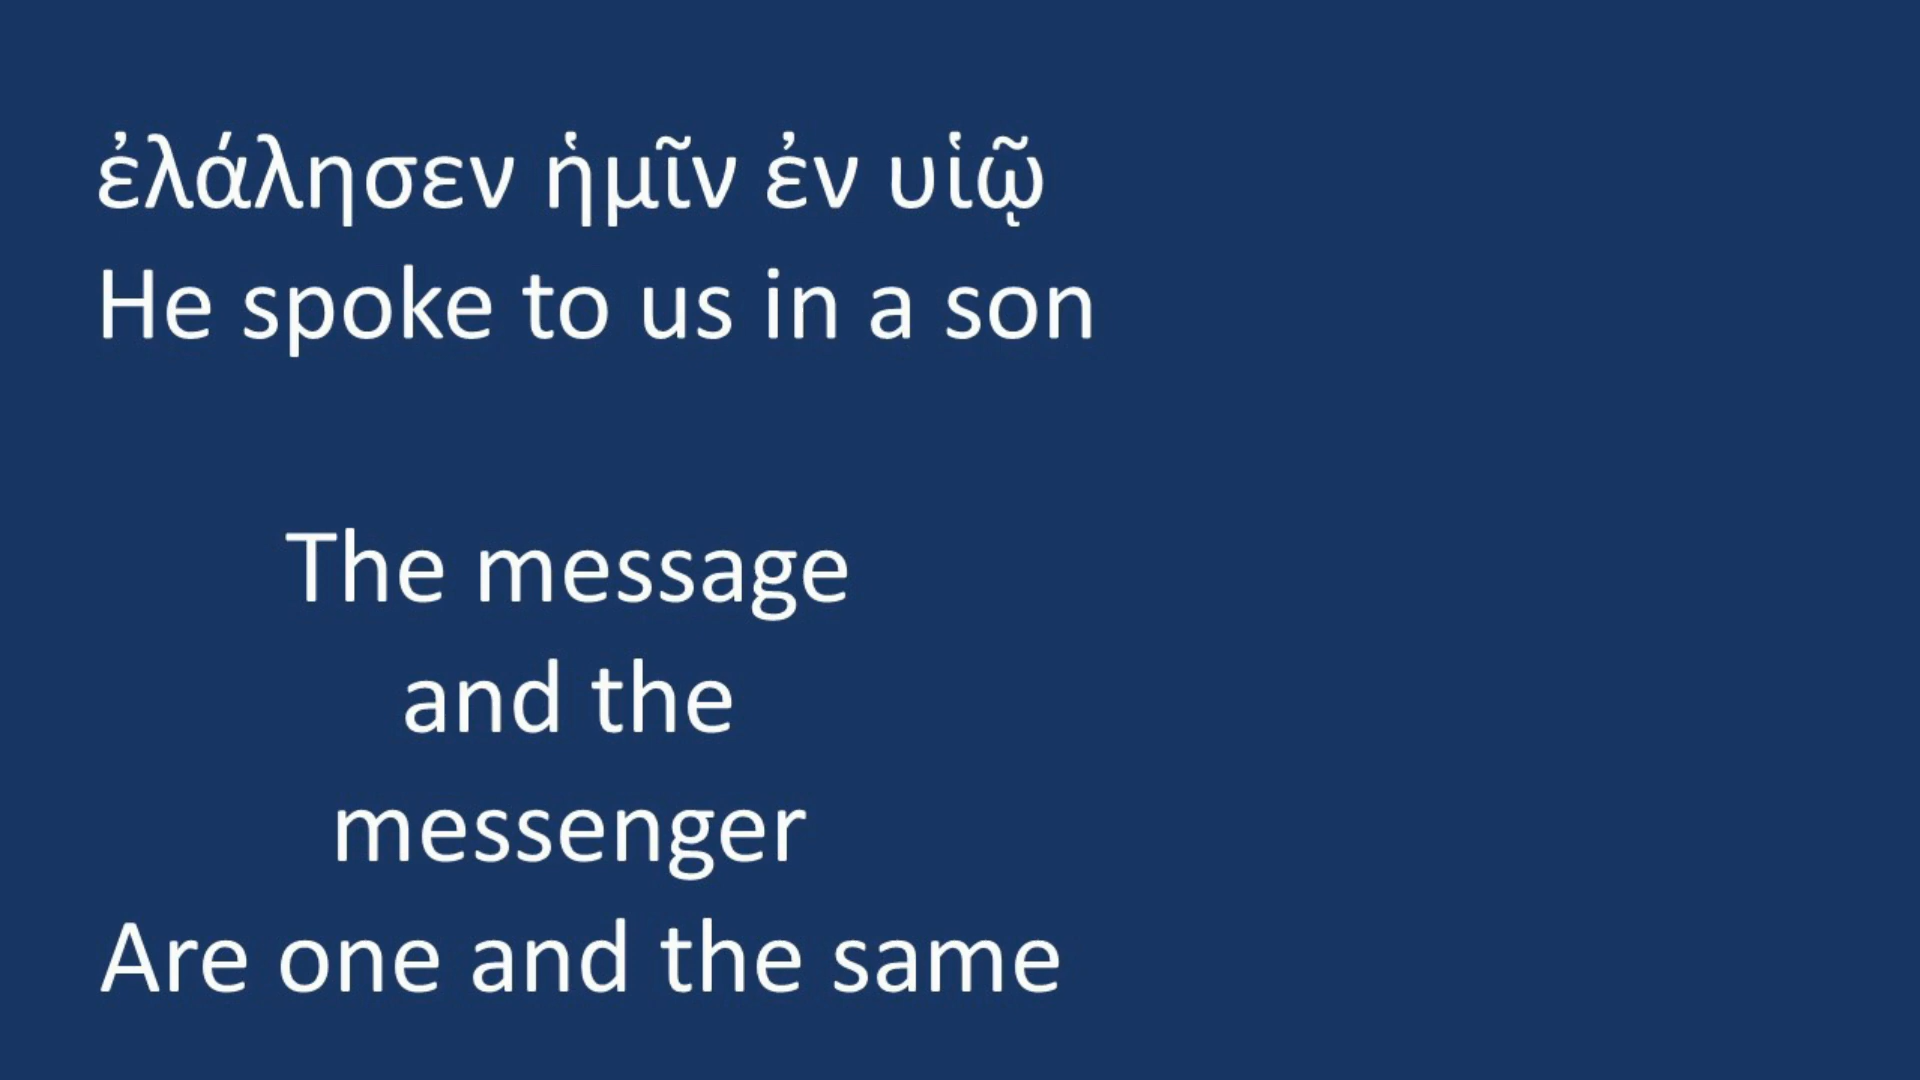 ἐλάλησεν ἡμῖν ἐν υἱῷ
He spoke to us in a son
The message
and the
messenger
Are one and the same